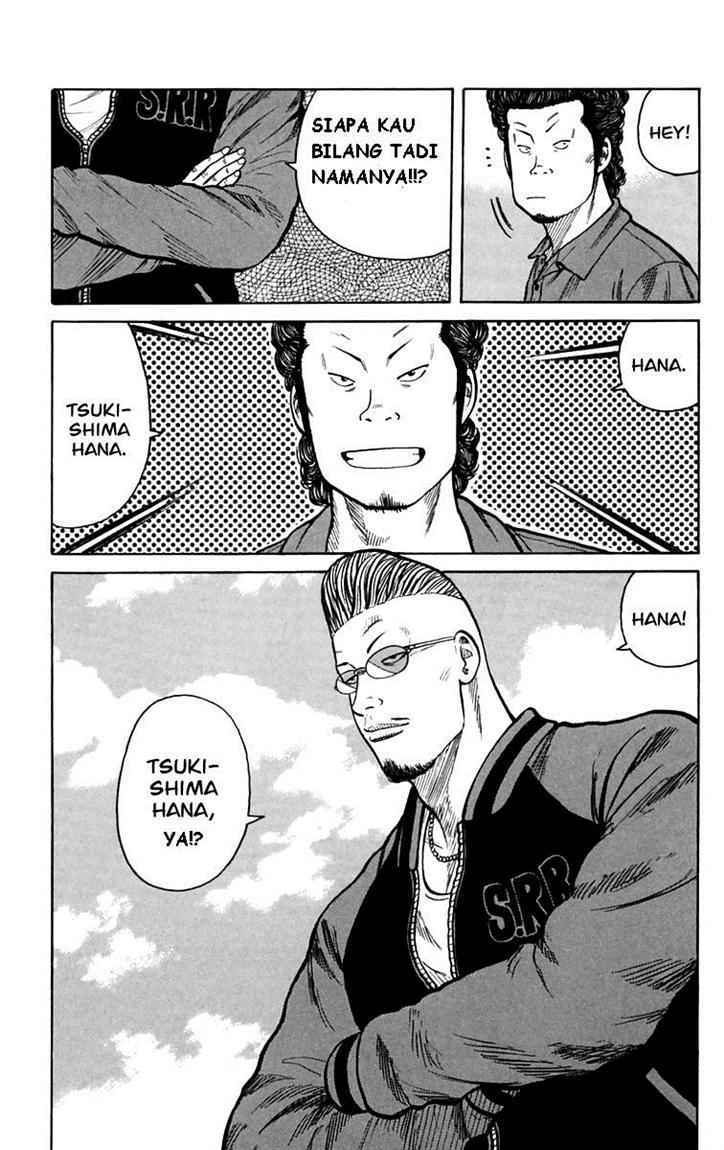 HEY!
S.R.R
SIAPA KAU
BILANG TADI
NAMANYA!!?
HANA.
TSUKI-
SHIMA
HANA.
HANA!
TSUKI-
SHIMA
HANA,
YA!?
S.R.R